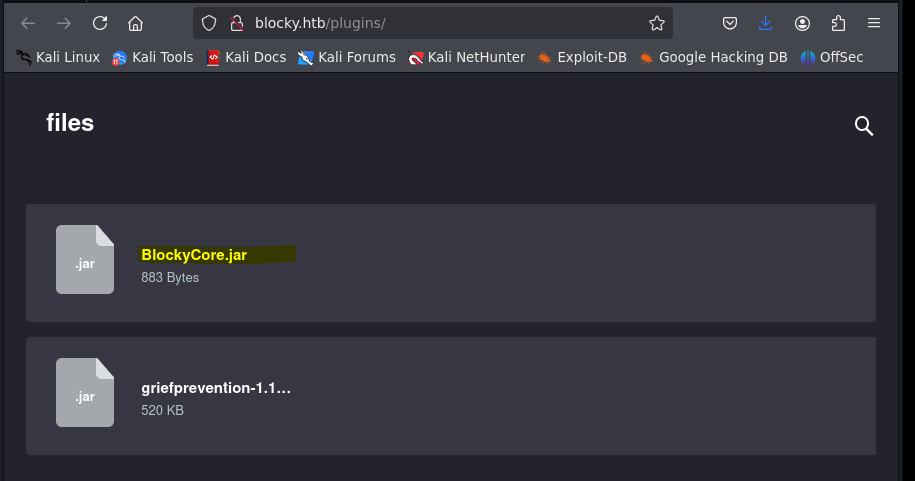 blocky.htb/plugins/
Kali Linux Kali Tools Kali Docs Kali Forums Kali NetHunter Exploit-DB Google Hacking DB OffSec
files
.jar
BlockyCore.jar
883 Bytes
.jar
griefprevention-1.1...
520 KB